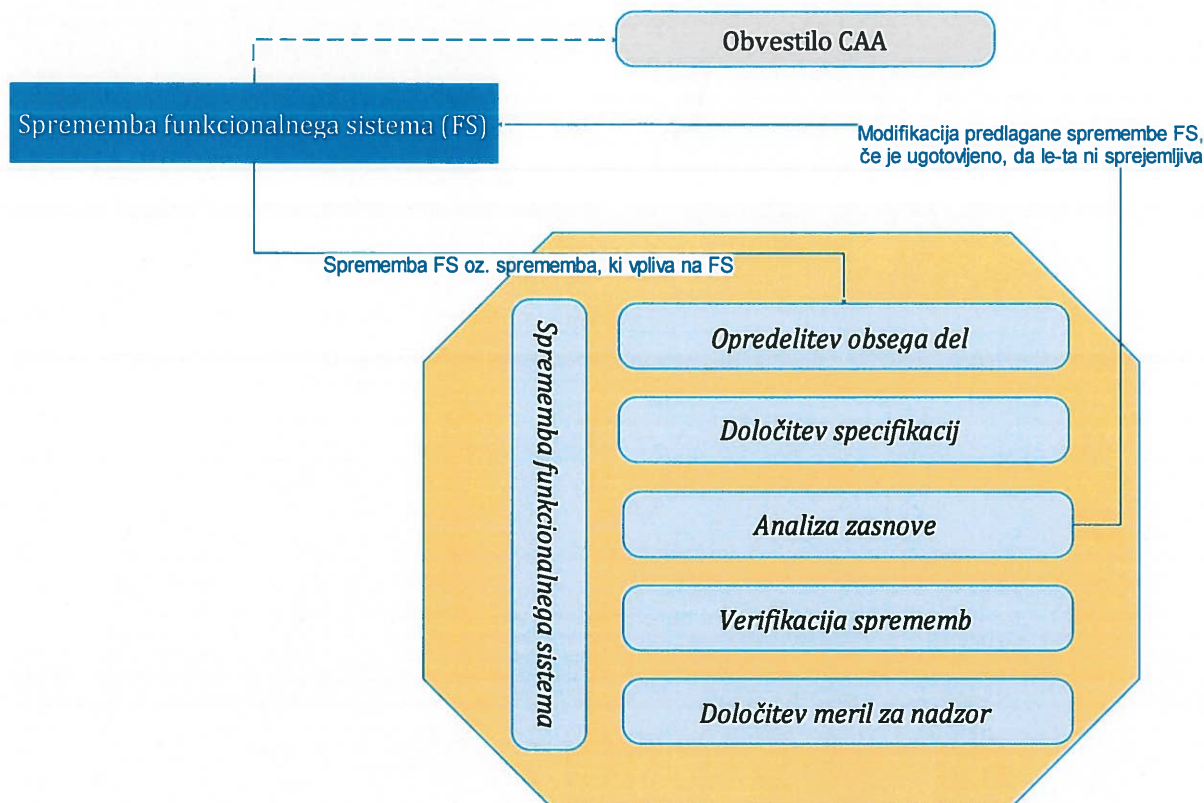 Obvestilo CAA
Sprememba funkcionalnega sistema (FS)
Modifikacija predlagane spremembe FS,
če je ugotovljeno, da le-ta ni sprejemljiva
Sprememba FS oz. sprememba, ki vpliva na FS
Sprememba funkcionalnega sistema
Opredelitev obsega del
Določitev specifikacij
Analiza zasnove
Verifikacija sprememb
Določitev meril za nadzor